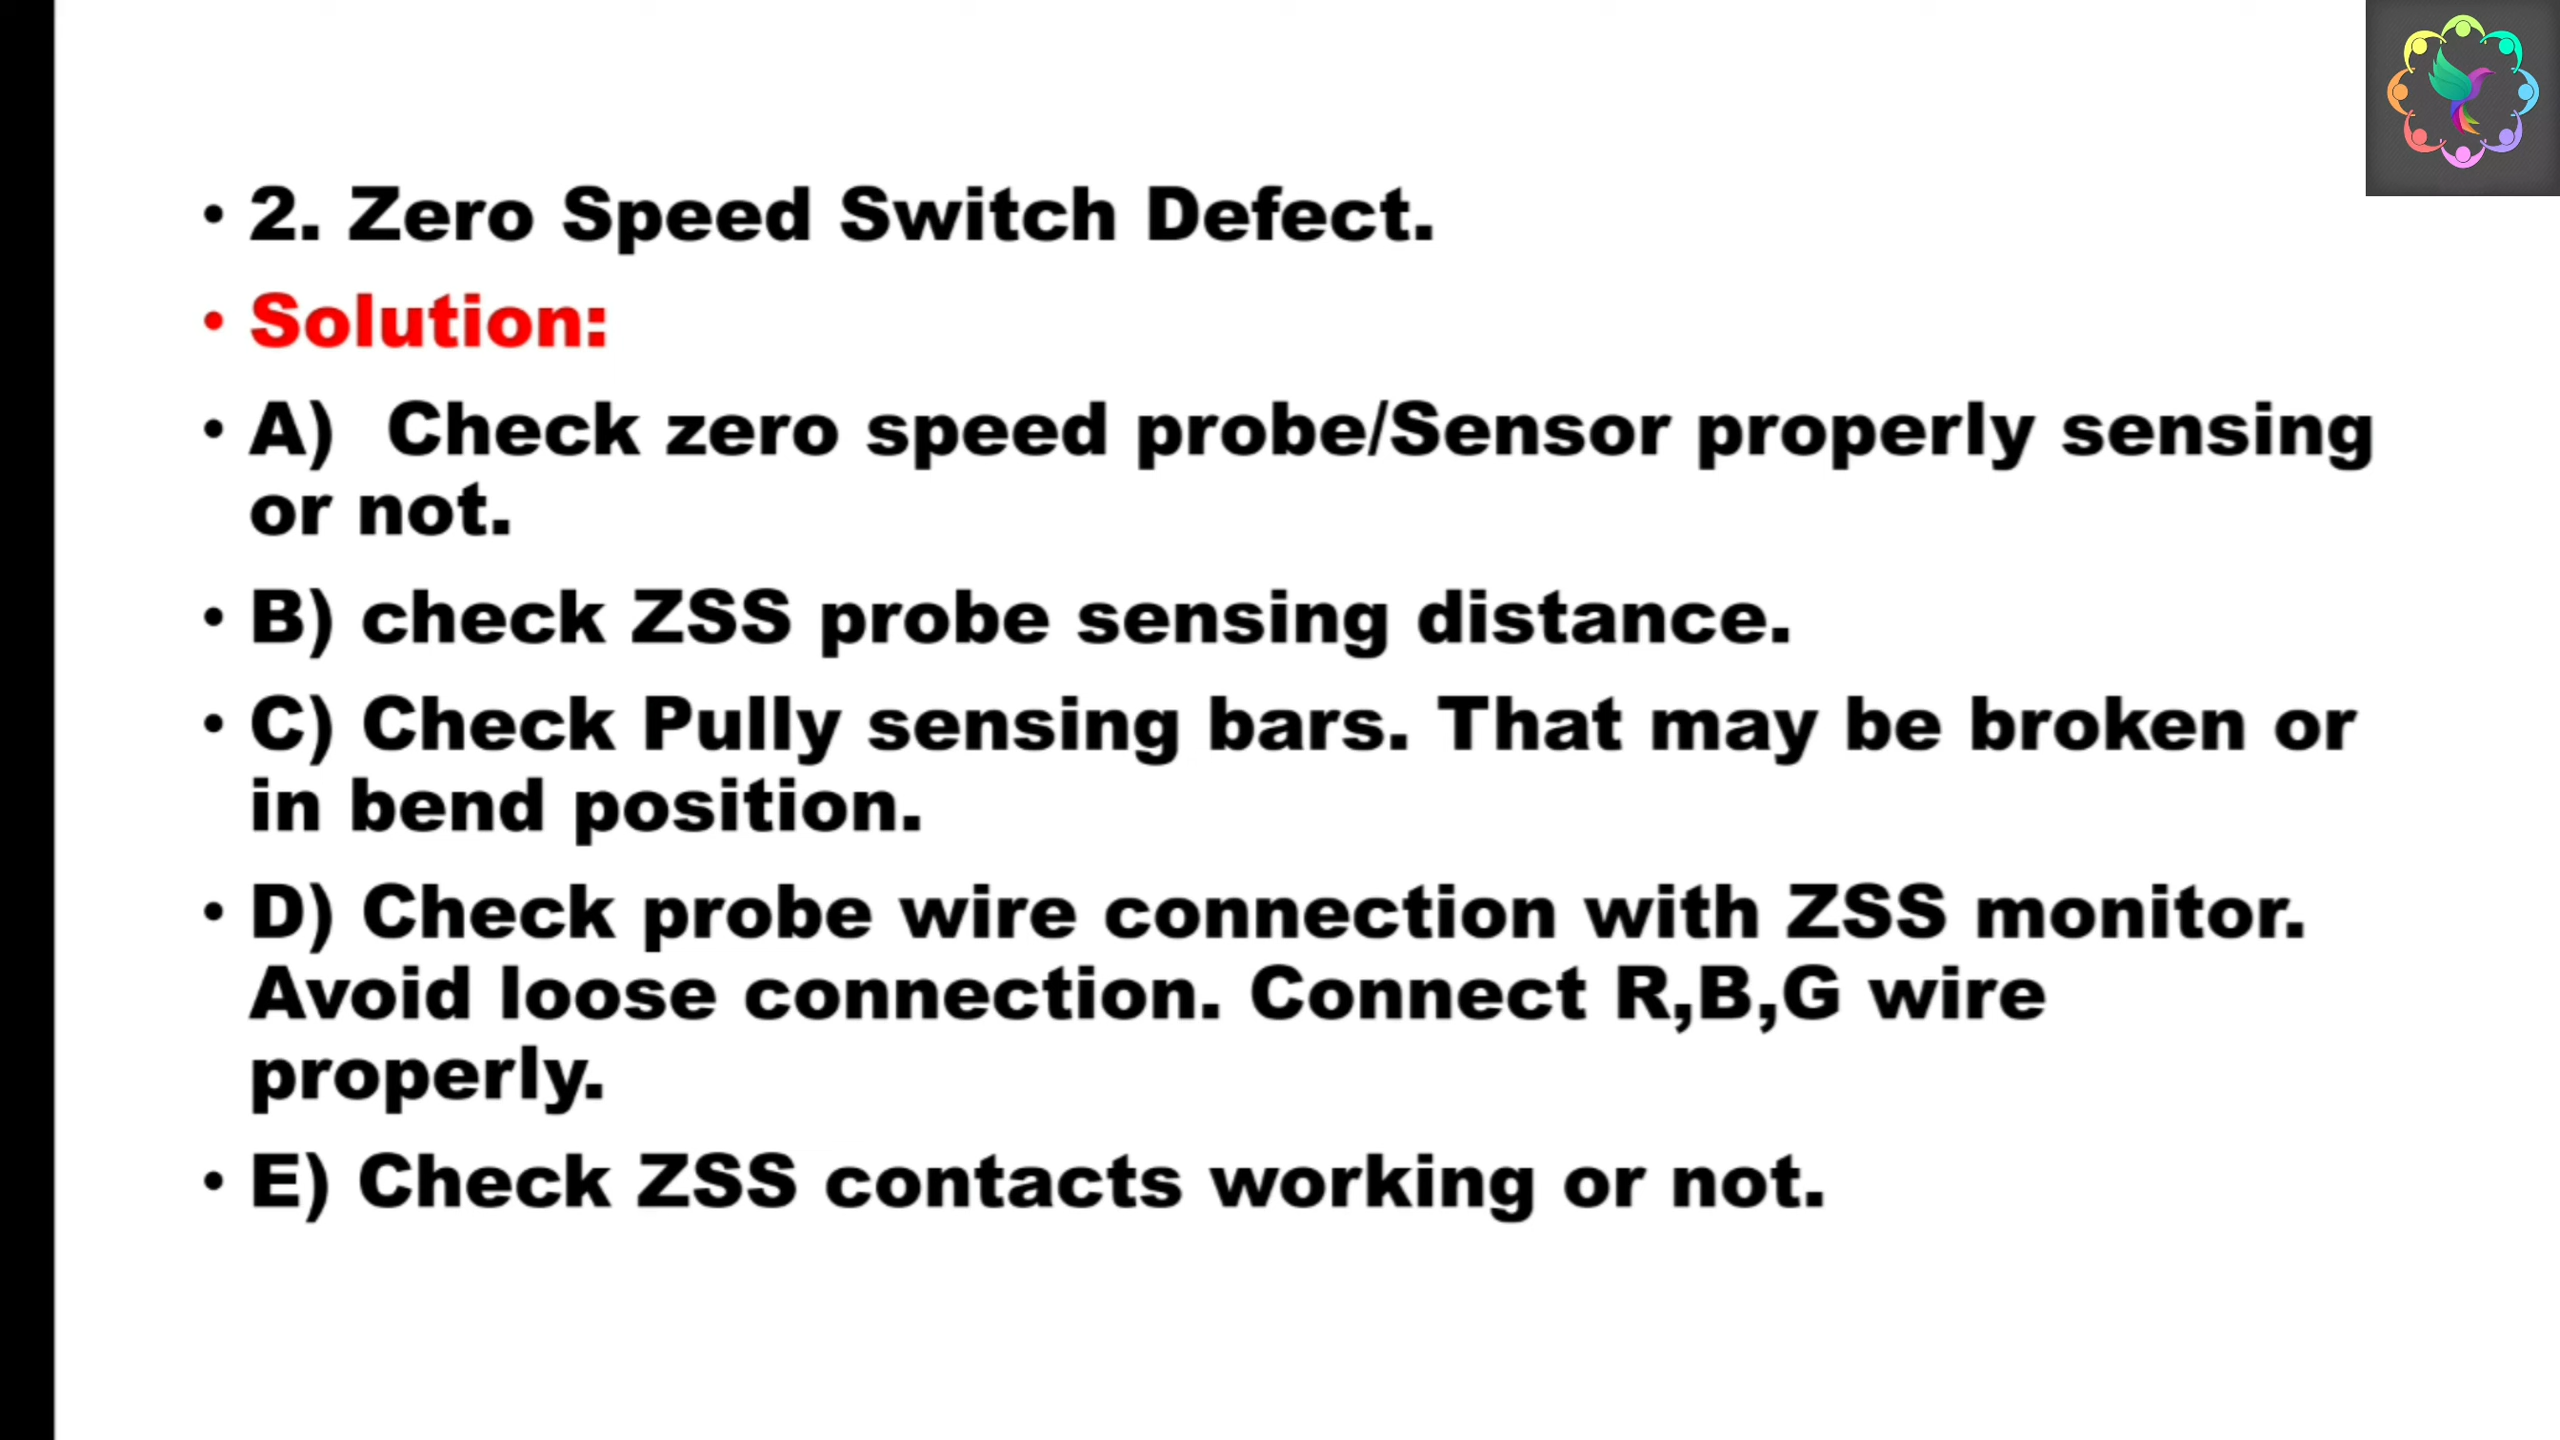 • 2. Zero Speed Switch Defect.
• Solution:
• A)  Check zero speed probe/Sensor properly sensing
or not.
• B) check ZSS probe sensing distance.
• C) Check Pully sensing bars. That may be broken or
in bend position.
• D) Check probe wire connection with ZSS monitor.
Avoid loose connection. Connect R,B,G wire
properly.
• E) Check ZSS contacts working or not.